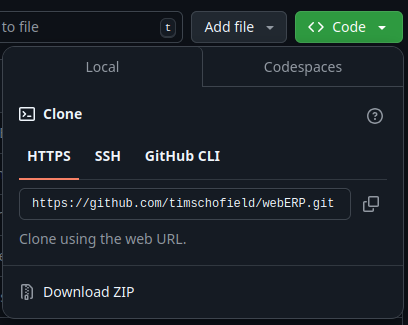 to file
t
Add file
<> Code
Local
Codespaces
Clone
HTTPS
SSH
GitHub CLI
https://github.com/timschofield/webERP.git
Clone using the web URL.
Download ZIP